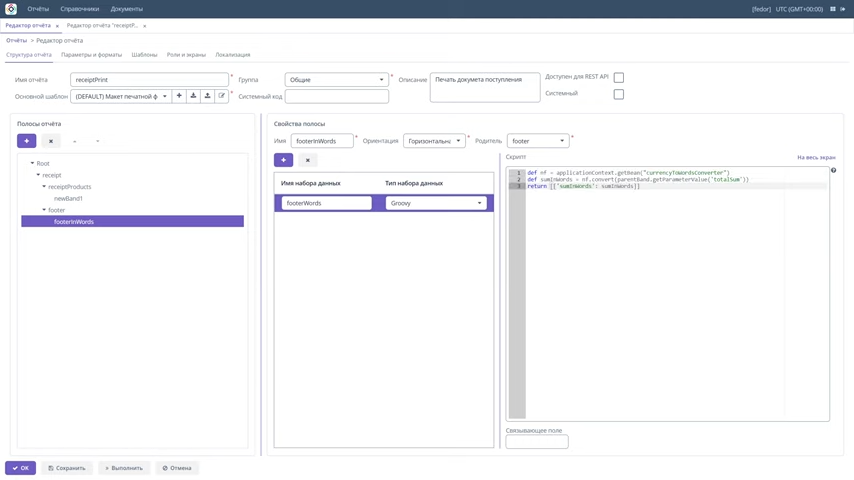 Отчёты Справочники Документы [fedor] UTC (GMT+00:00)
Редактор отчёта × Редактор отчёта "receiptP... ×
Отчёты > Редактор отчёта
Структура отчёта Параметры и форматы Шаблоны Роли и экраны Локализация
Имя отчёта receiptPrint * Группа Общие * Описание Печать докумета поступления Доступен для REST API
Основной шаблон (DEFAULT) Макет печатной ф * Системный код Системный
Полосы отчёта
Root
receipt
receiptProducts
newBand1
footer
footerInWords
Свойства полосы
Имя footerInWords * Ориентация Горизонтальна * Родитель footer *
Имя набора данных Тип набора данных
footerWords Groovy
Скрипт На весь экран
1 def nf = applicationContext.getBean("currencyToWordsConverter")
2 def sumInWords = nf.convert(parentBand.getParameterValue('totalSum'))
3 return [['sumInWords': sumInWords]]
Связывающее поле
OK Сохранить Выполнить Отмена